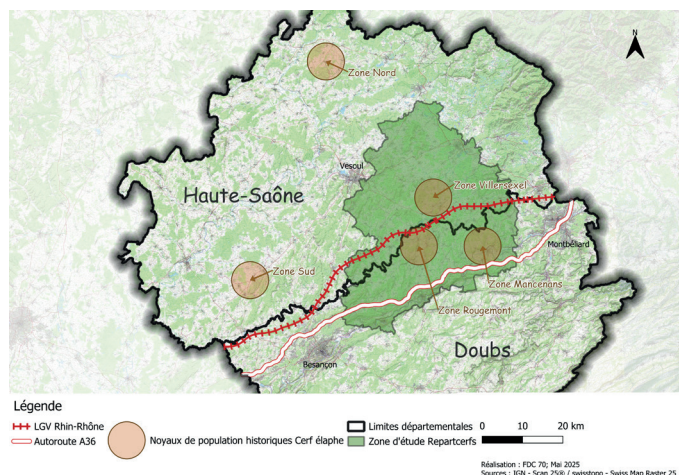 N
Zone Nord
Vesoul
Zone Villersexel
Haute-Saône
Montbéliard
Zone Sud
Zone Mancenans
Zone Rougemont
Doubs
Besançon
Légende
LGV Rhin-Rhône
Autoroute A36
Noyaux de population historiques Cerf élaphe
Limites départementales
Zone d'étude Repartcerfs
0 10 20 km
Réalisation : FDC 70; Mai 2025
Sources : IGN - Scan 25® / swisstopo - Swiss Map Raster 25